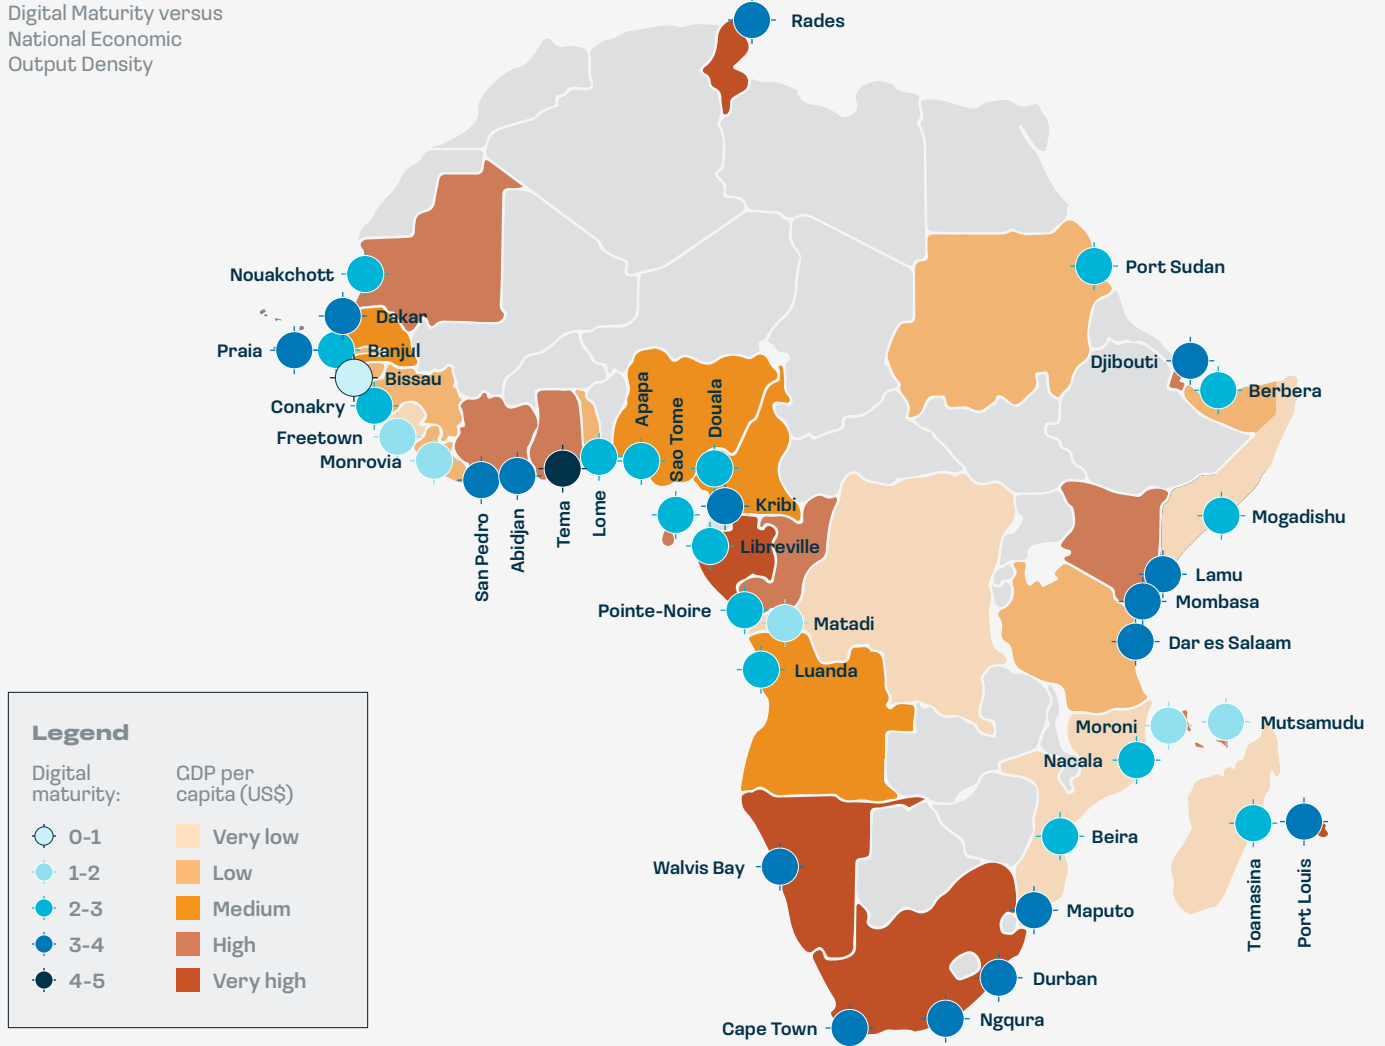 Digital Maturity versus
National Economic
Output Density
Rades
Nouakchott
Port Sudan
Dakar
Praia
Banjul
Djibouti
Bissau
Berbera
Conakry
Freetown
Monrovia
Apapa
Sao Tome
Douala
San Pedro
Abidjan
Tema
Lome
Kribi
Mogadishu
Libreville
Lamu
Mombasa
Pointe-Noire
Matadi
Dar es Salaam
Luanda
Moroni
Mutsamudu
Nacala
Beira
Walvis Bay
Toamasina
Port Louis
Maputo
Durban
Ngqura
Cape Town
Legend
Digital
maturity:
GDP per
capita (US$)
0-1
Very low
1-2
Low
2-3
Medium
3-4
High
4-5
Very high